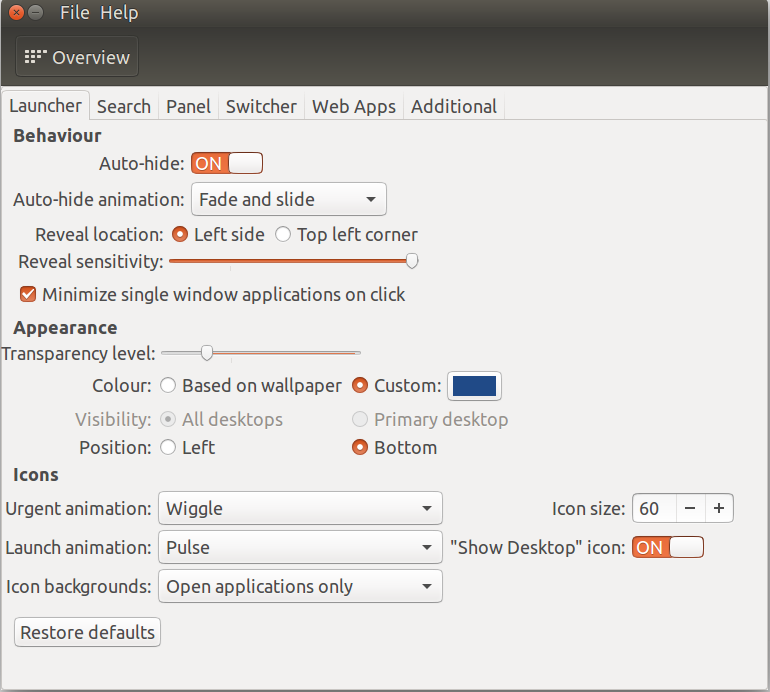 File Help
Overview
Launcher Search Panel Switcher Web Apps Additional
Behaviour
Auto-hide: ON
Auto-hide animation: Fade and slide
Reveal location: Left side Top left corner
Reveal sensitivity:
Minimize single window applications on click
Appearance
Transparency level:
Colour: Based on wallpaper Custom:
Visibility: All desktops Primary desktop
Position: Left Bottom
Icons
Urgent animation: Wiggle Icon size: 60
Launch animation: Pulse "Show Desktop" icon: ON
Icon backgrounds: Open applications only
Restore defaults